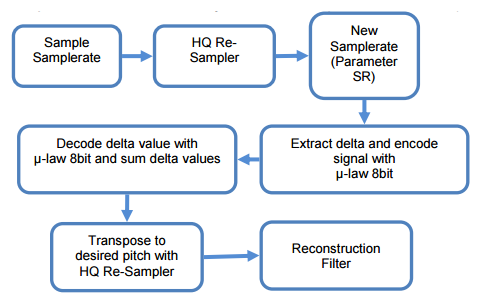 Sample
Samplerate
HQ Re-
Sampler
New
Samplerate
(Parameter
SR)
Extract delta and encode
signal with
μ-law 8bit
Decode delta value with
μ-law 8bit and sum delta values
Transpose to
desired pitch with
HQ Re-Sampler
Reconstruction
Filter